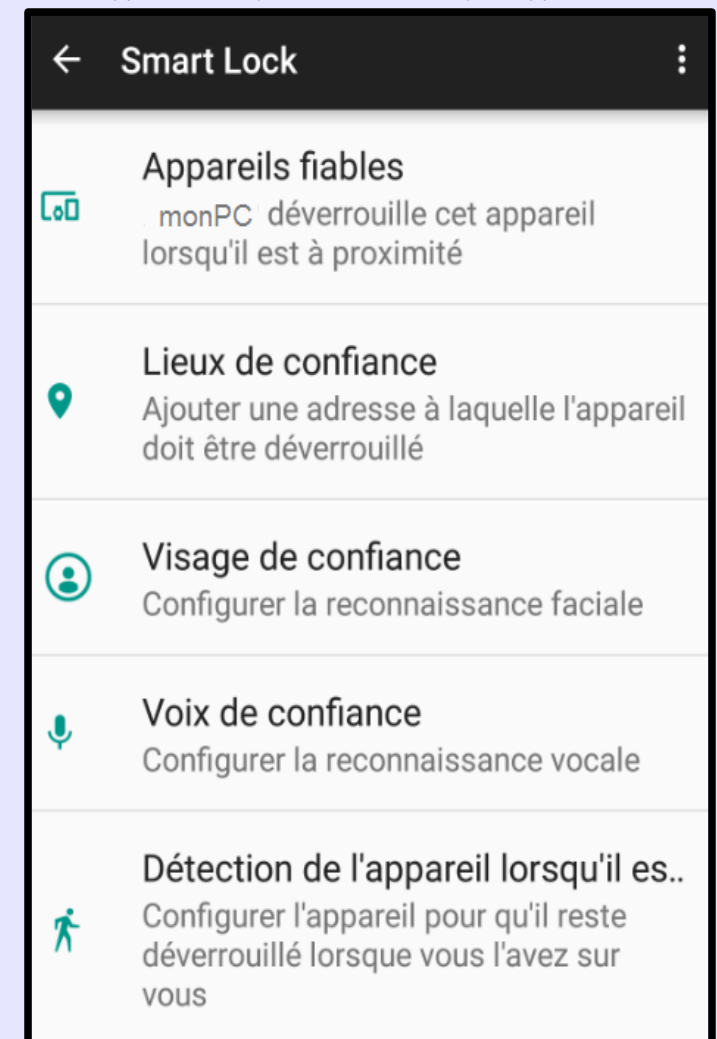 Smart Lock
Appareils fiables
monPC déverrouille cet appareil
lorsqu'il est à proximité
Lieux de confiance
Ajouter une adresse à laquelle l'appareil
doit être déverrouillé
Visage de confiance
Configurer la reconnaissance faciale
Voix de confiance
Configurer la reconnaissance vocale
Détection de l'appareil lorsqu'il es..
Configurer l'appareil pour qu'il reste
déverrouillé lorsque vous l'avez sur
vous